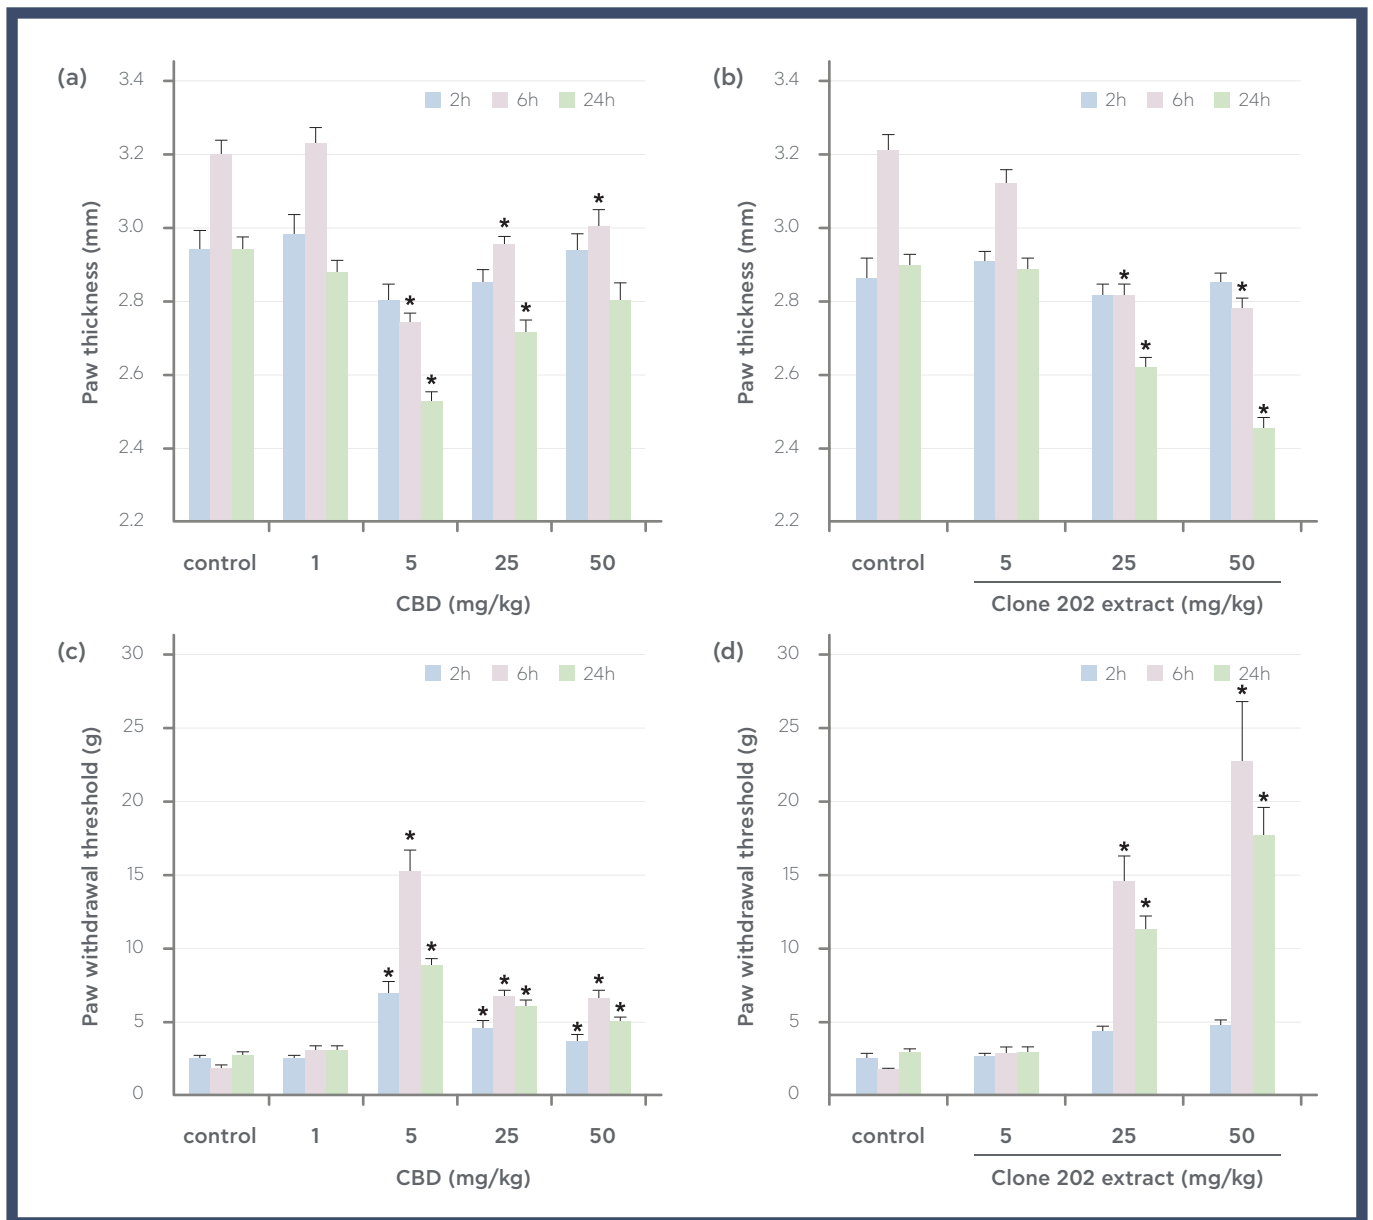 (a)
3.4
3.2
3.0
2.8
2.6
2.4
2.2
Paw thickness (mm)
2h 6h 24h
* * * * *
control 1 5 25 50
CBD (mg/kg)
(b)
3.4
3.2
3.0
2.8
2.6
2.4
2.2
Paw thickness (mm)
2h 6h 24h
* * * *
control 5 25 50
Clone 202 extract (mg/kg)
(c)
30
25
20
15
10
5
0
Paw withdrawal threshold (g)
2h 6h 24h
* * * * * * * * *
control 1 5 25 50
CBD (mg/kg)
(d)
30
25
20
15
10
5
0
Paw withdrawal threshold (g)
2h 6h 24h
* * * *
control 5 25 50
Clone 202 extract (mg/kg)